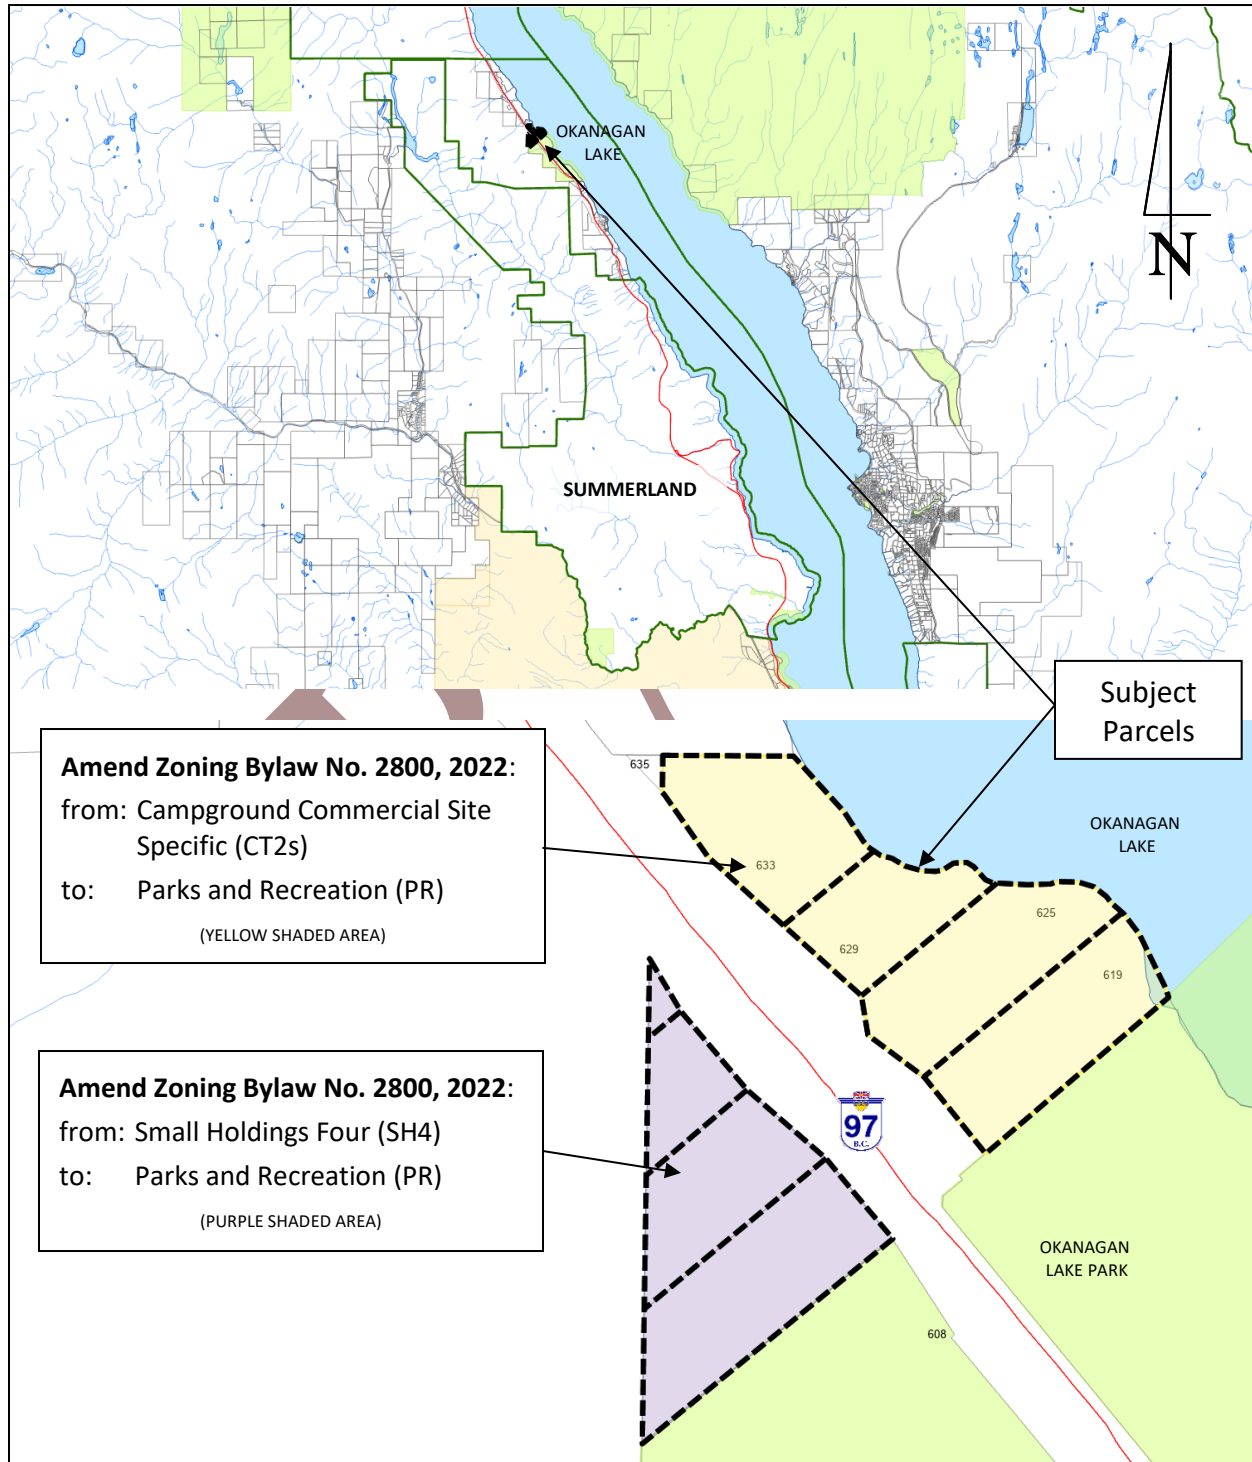 OKANAGAN
LAKE
N
SUMMERLAND
Subject
Parcels
Amend Zoning Bylaw No. 2800, 2022:
from: Campground Commercial Site
Specific (CT2s)
to: Parks and Recreation (PR)
(YELLOW SHADED AREA)
635
633
629
625
619
OKANAGAN
LAKE
Amend Zoning Bylaw No. 2800, 2022:
from: Small Holdings Four (SH4)
to: Parks and Recreation (PR)
(PURPLE SHADED AREA)
97
B.C.
OKANAGAN
LAKE PARK
608